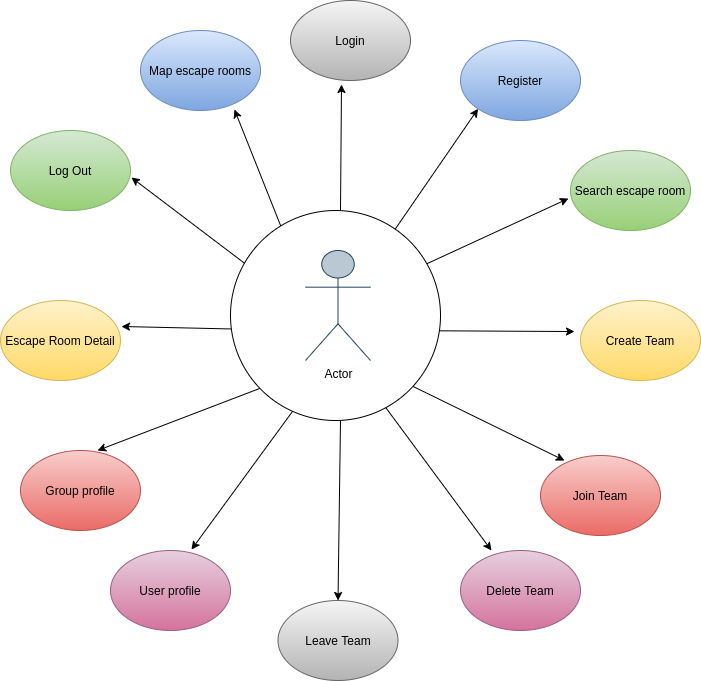 Login
Map escape rooms
Register
Log Out
Search escape room
Escape Room Detail
Create Team
Actor
Group profile
Join Team
User profile
Delete Team
Leave Team